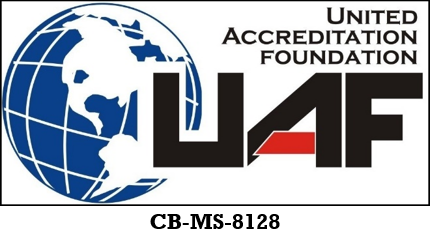 UNITED
ACCREDITATION
FOUNDATION
UAF
CB-MS-8128